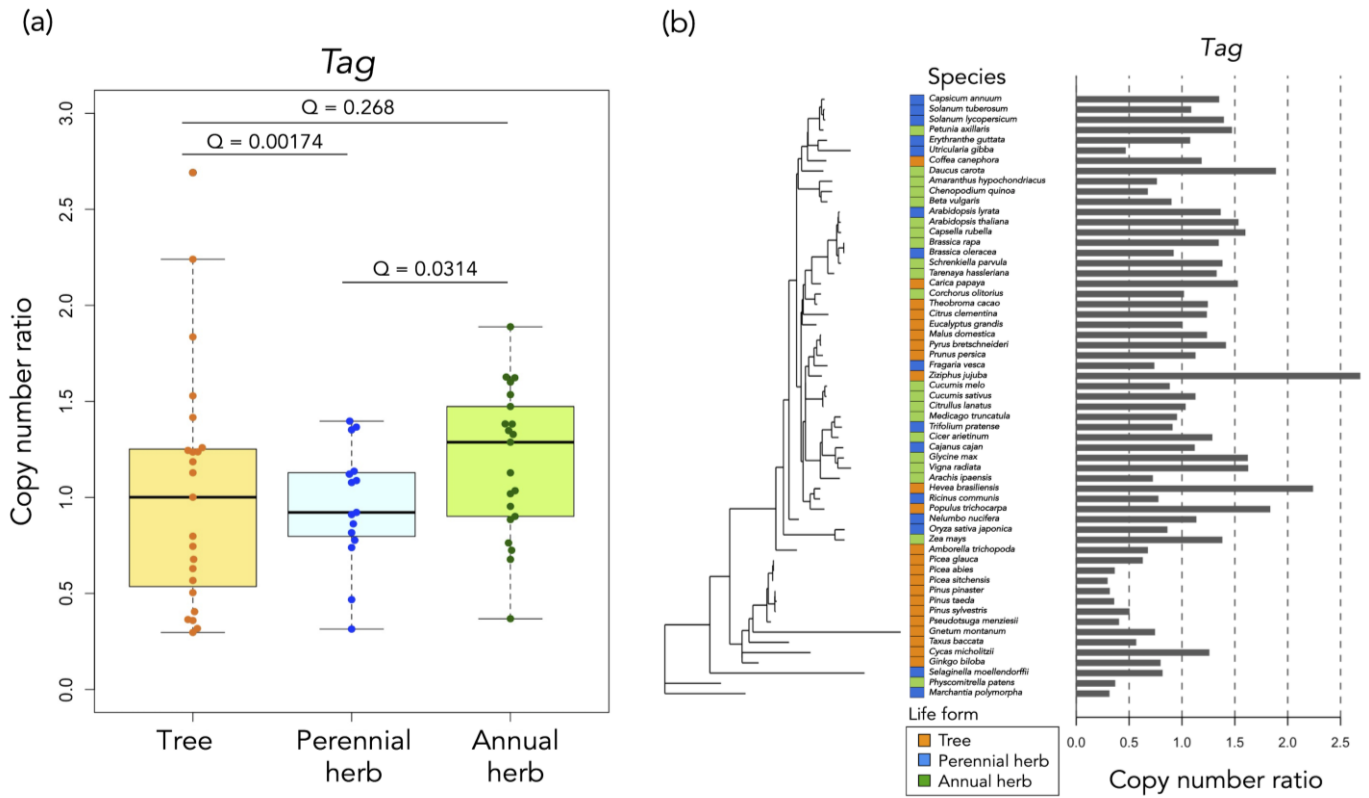 (a)
Tag
Q = 0.268
Q = 0.00174
Q = 0.0314
Copy number ratio
3.0
2.5
2.0
1.5
1.0
0.5
0.0
Tree
Perennial herb
Annual herb
(b)
Species
Tag
Capsicum annuum
Solanum tuberosum
Solanum lycopersicum
Petunia axillaris
Erythranthe guttata
Utricularia gibba
Coffea canephora
Daucus carota
Amaranthus hypochondriacus
Chenopodium quinoa
Beta vulgaris
Arabidopsis lyrata
Arabidopsis thaliana
Capsella rubella
Brassica rapa
Brassica oleracea
Schrenkiella parvula
Tarenaya hassleriana
Carica papaya
Corchorus olitorius
Theobroma cacao
Citrus clementina
Eucalyptus grandis
Malus domestica
Pyrus bretschneideri
Prunus persica
Fragaria vesca
Ziziphus jujuba
Cucumis melo
Cucumis sativus
Citrullus lanatus
Medicago truncatula
Trifolium pratense
Cicer arietinum
Cajanus cajan
Glycine max
Vigna radiata
Arachis ipaensis
Hevea brasiliensis
Ricinus communis
Populus trichocarpa
Nelumbo nucifera
Oryza sativa japonica
Zea mays
Amborella trichopoda
Picea glauca
Picea abies
Picea sitchensis
Pinus pinaster
Pinus taeda
Pinus sylvestris
Pseudotsuga menziesii
Gnetum montanum
Taxus baccata
Cycas micholitzii
Ginkgo biloba
Selaginella moellendorffii
Physcomitrella patens
Marchantia polymorpha
Life form
Tree
Perennial herb
Annual herb
0.0 0.5 1.0 1.5 2.0 2.5
Copy number ratio